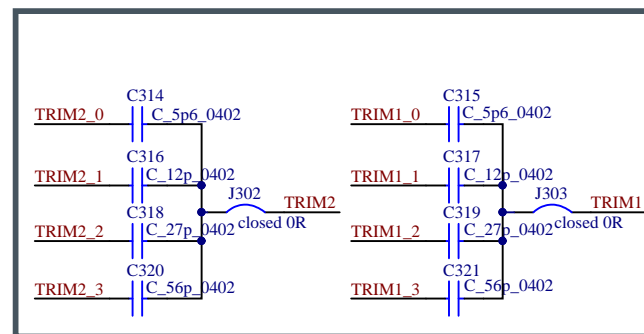 C314
TRIM2_0
C_5p6_0402
C316
TRIM2_1
C_12p_0402
J302
TRIM2
closed 0R
C318
TRIM2_2
C_27p_0402
C320
TRIM2_3
C_56p_0402
C315
TRIM1_0
C_5p6_0402
C317
TRIM1_1
C_12p_0402
J303
TRIM1
closed 0R
C319
TRIM1_2
C_27p_0402
C321
TRIM1_3
C_56p_0402